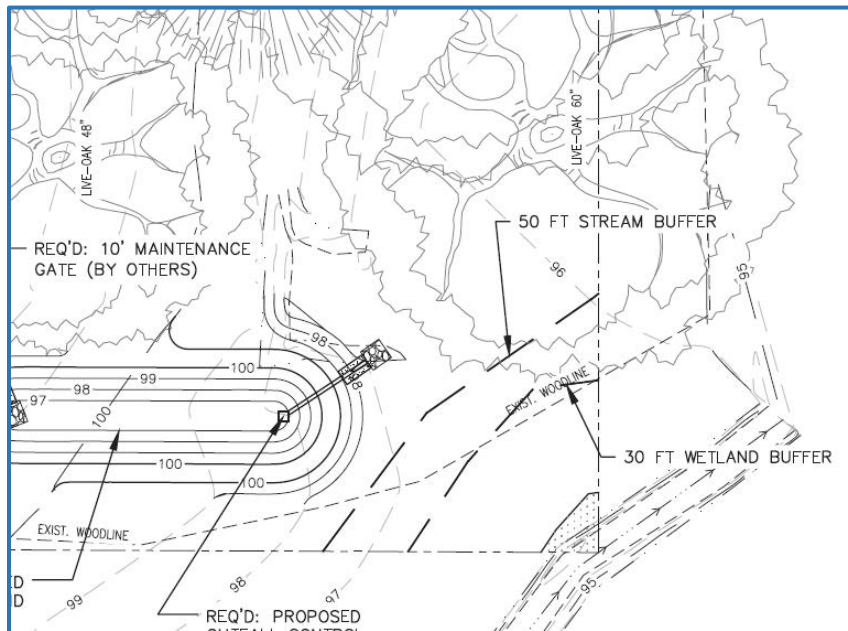 LIVE-OAK 48"
LIVE-OAK 60"
50 FT STREAM BUFFER
REQ'D: 10' MAINTENANCE
GATE (BY OTHERS)
96
95
98
100
99
98
97
98
100
EXIST. WOODLINE
30 FT WETLAND BUFFER
100
100
EXIST. WOODLINE
98
99
97
95
REQ'D: PROPOSED